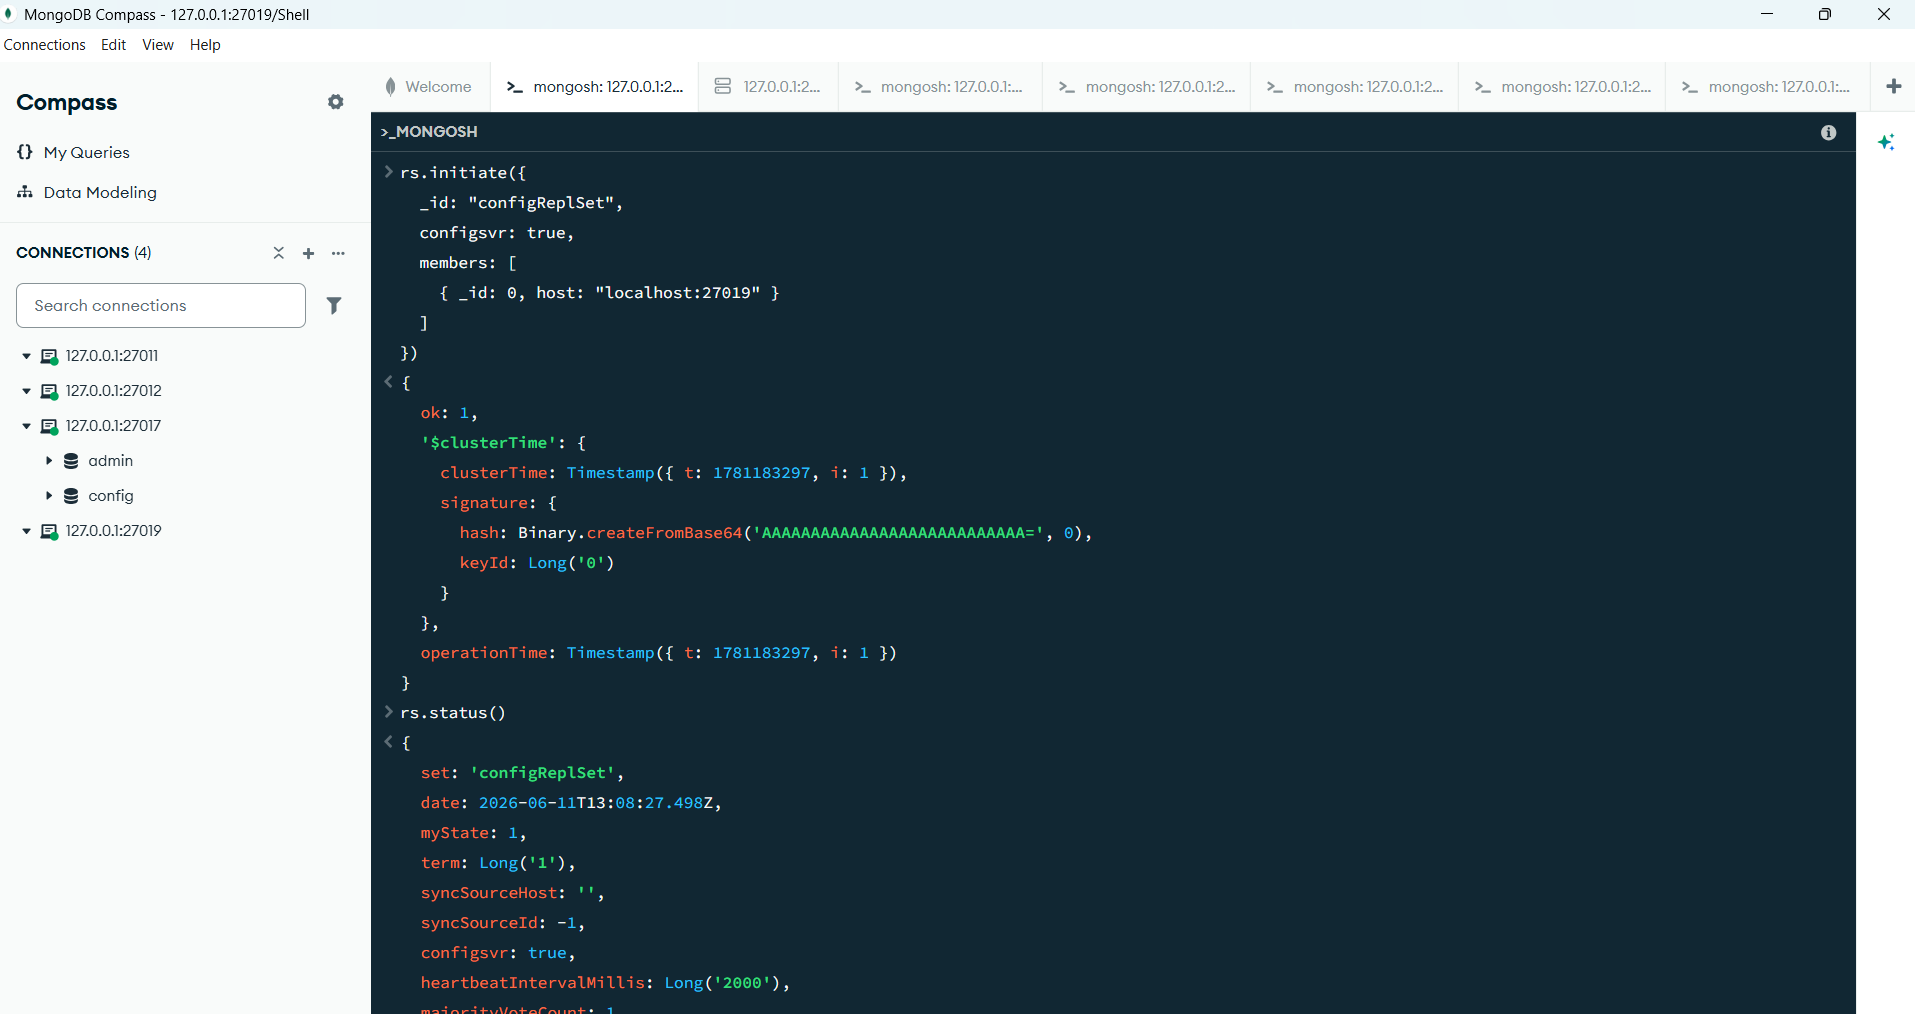 MongoDB Compass - 127.0.0.1:27019/Shell
Connections Edit View Help
Compass
{} My Queries
Data Modeling
CONNECTIONS (4)
Search connections
127.0.0.1:27011
127.0.0.1:27012
127.0.0.1:27017
admin
config
127.0.0.1:27019
Welcome
mongosh: 127.0.0.1:2...
127.0.0.1:2...
mongosh: 127.0.0.1:...
mongosh: 127.0.0.1:2...
mongosh: 127.0.0.1:2...
mongosh: 127.0.0.1:2...
mongosh: 127.0.0.1:...
>_MONGOSH
> rs.initiate({
_id: "configReplSet",
configsvr: true,
members: [
{ _id: 0, host: "localhost:27019" }
]
})
< {
ok: 1,
'$clusterTime': {
clusterTime: Timestamp({ t: 1781183297, i: 1 }),
signature: {
hash: Binary.createFromBase64('AAAAAAAAAAAAAAAAAAAAAAAAAAA=', 0),
keyId: Long('0')
}
},
operationTime: Timestamp({ t: 1781183297, i: 1 })
}
> rs.status()
< {
set: 'configReplSet',
date: 2026-06-11T13:08:27.498Z,
myState: 1,
term: Long('1'),
syncSourceHost: '',
syncSourceId: -1,
configsvr: true,
heartbeatIntervalMillis: Long('2000'),
majorityVoteCount: 1